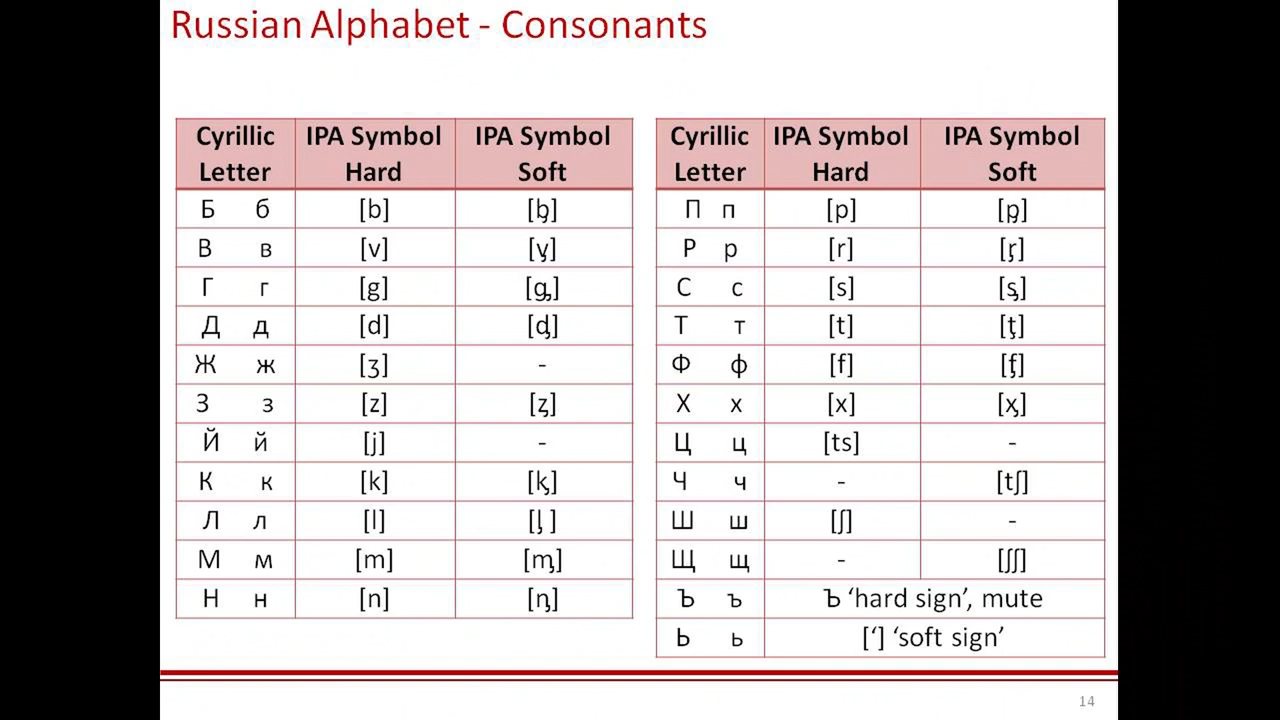 Russian Alphabet - Consonants
Cyrillic Letter IPA Symbol Hard IPA Symbol Soft
Б б [b] [b̡]
В в [v] [v̡]
Г г [g] [g̡]
Д д [d] [d̡]
Ж ж [ʒ] -
З з [z] [z̡]
Й й [j] -
К к [k] [k̡]
Л л [l] [l̡ ]
М м [m] [m̡]
Н н [n] [n̡]
Cyrillic Letter IPA Symbol Hard IPA Symbol Soft
П п [p] [p̡]
Р р [r] [r̡]
С с [s] [s̡]
Т т [t] [t̡]
Ф ф [f] [f̡]
Х х [x] [x̡]
Ц ц [ts] -
Ч ч - [tʃ]
Ш ш [ʃ] -
Щ щ - [ʃʃ]
Ъ ъ Ъ ‘hard sign’, mute
Ь ь [‘] ‘soft sign’
14